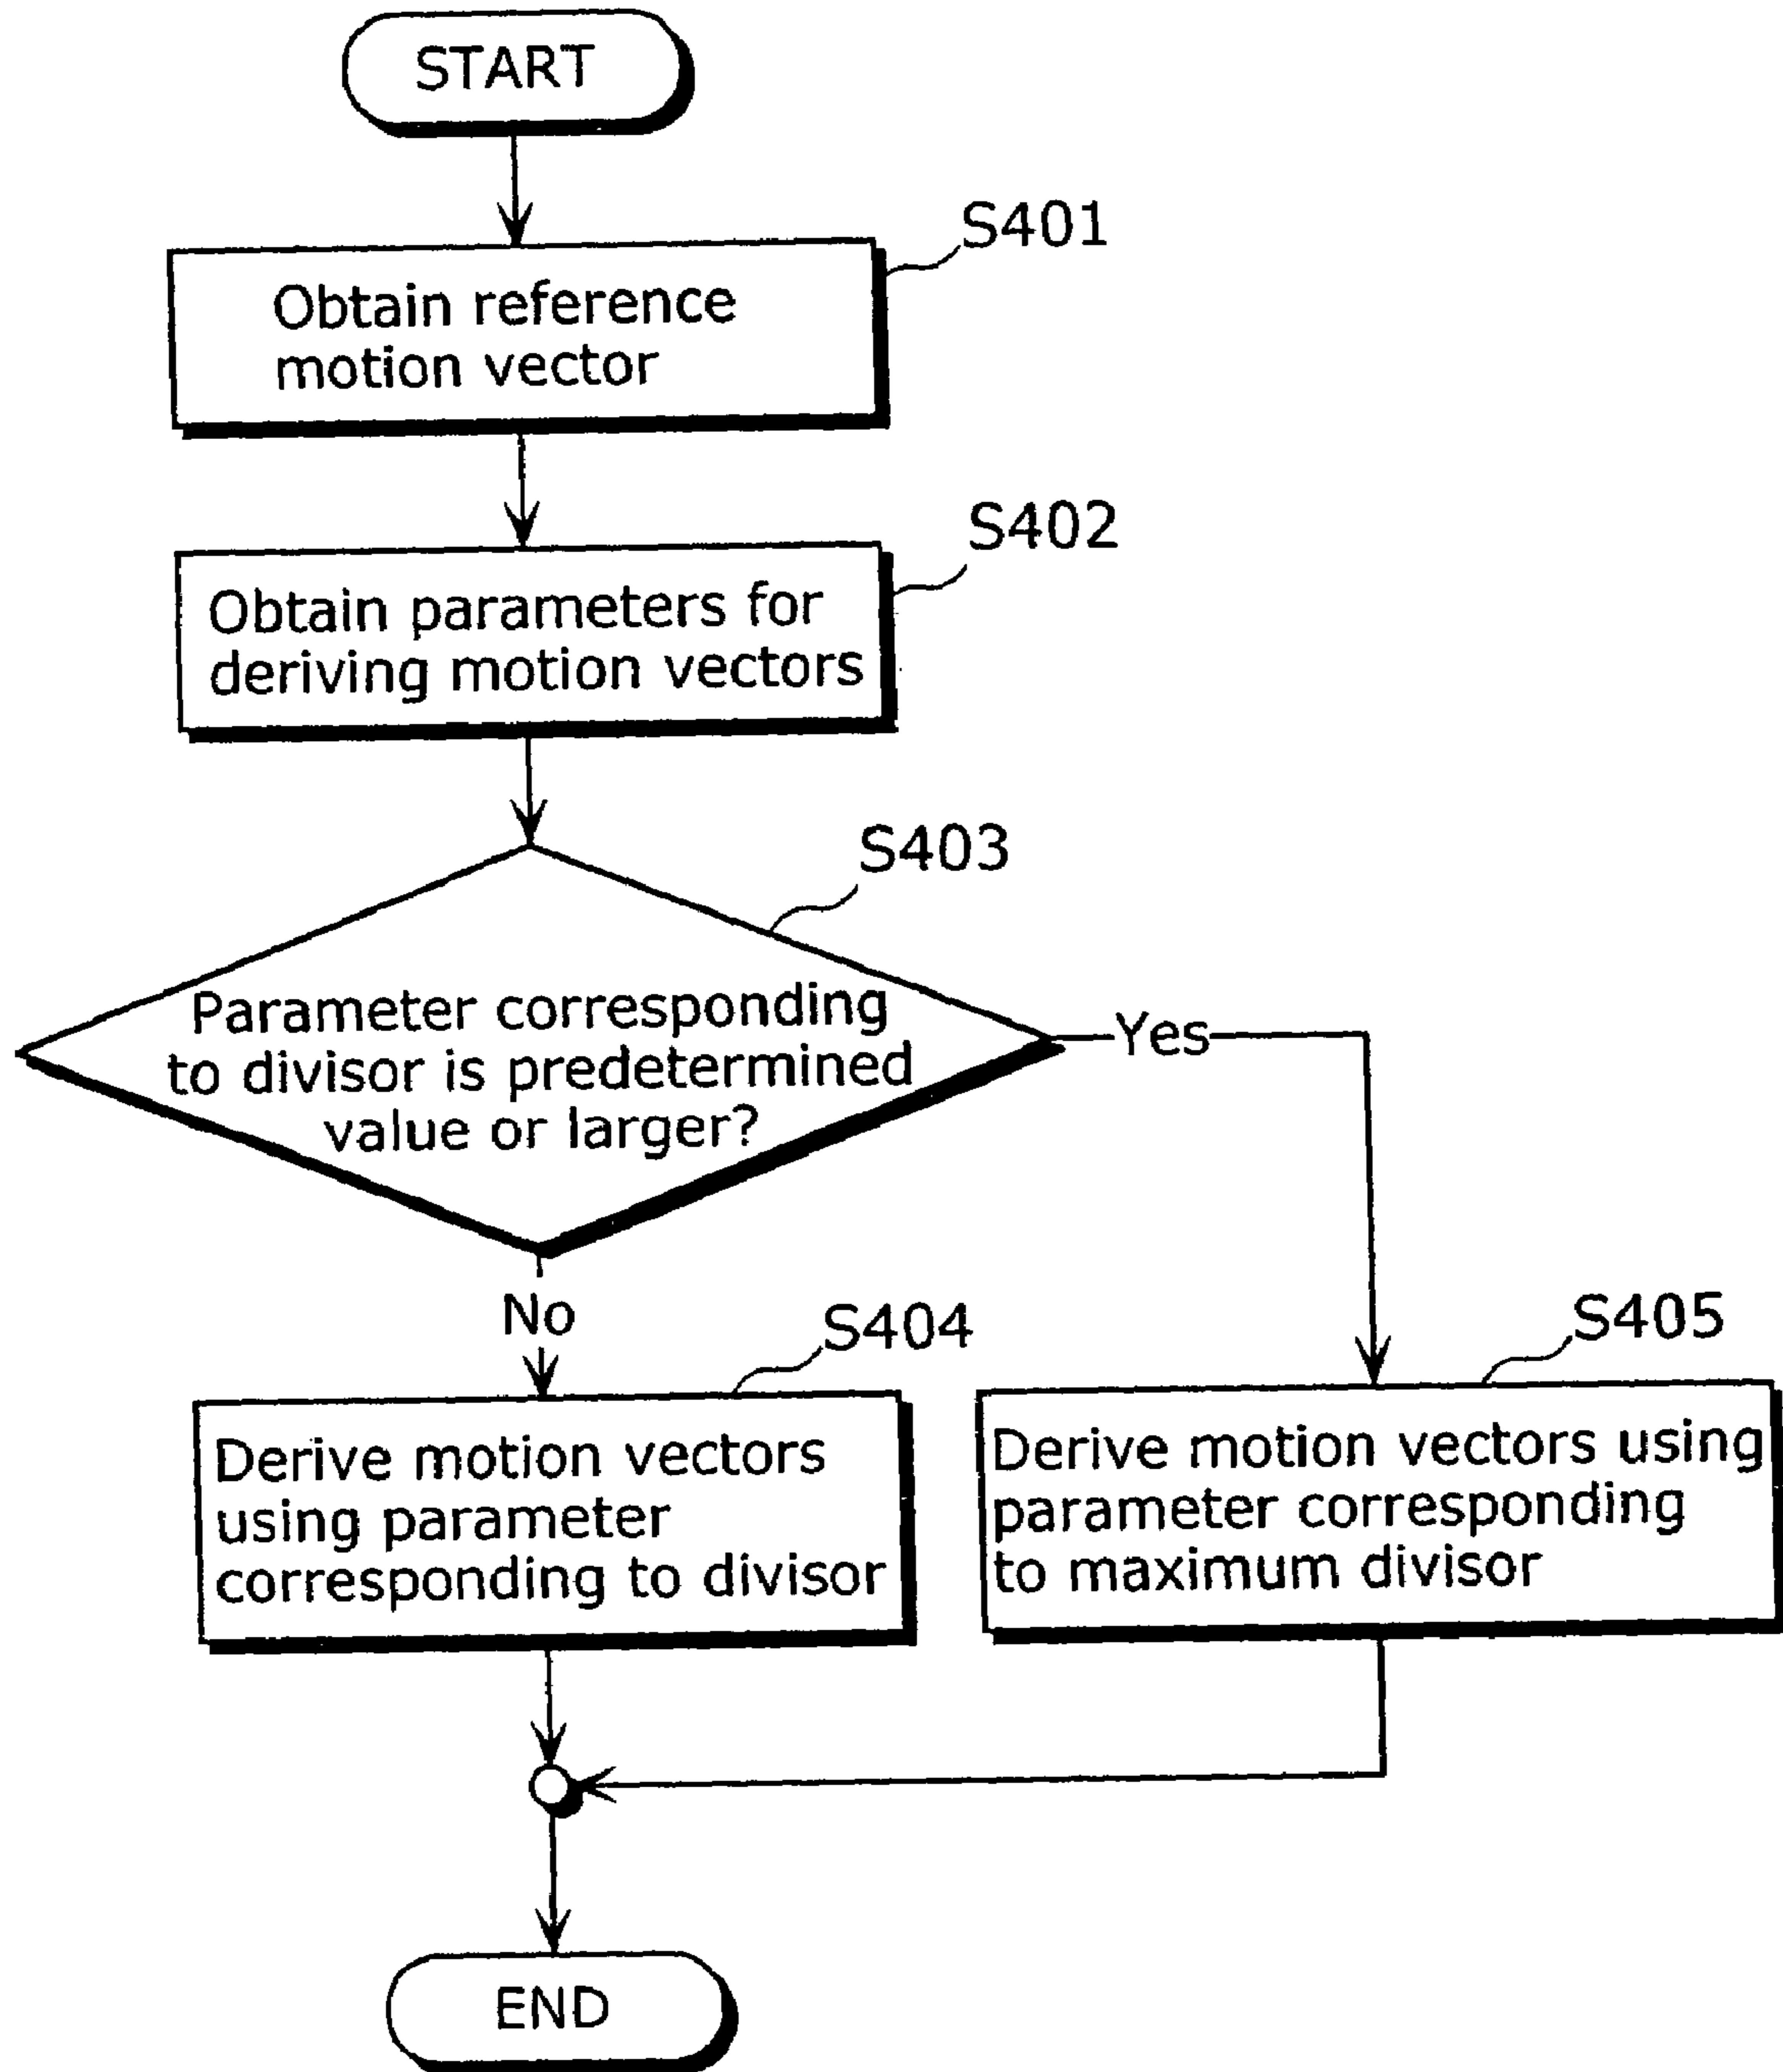 START
S401
Obtain reference
motion vector
S402
Obtain parameters for
deriving motion vectors
S403
Parameter corresponding
to divisor is predetermined
value or larger?
Yes
No
S404
Derive motion vectors
using parameter
corresponding to divisor
S405
Derive motion vectors using
parameter corresponding
to maximum divisor
END